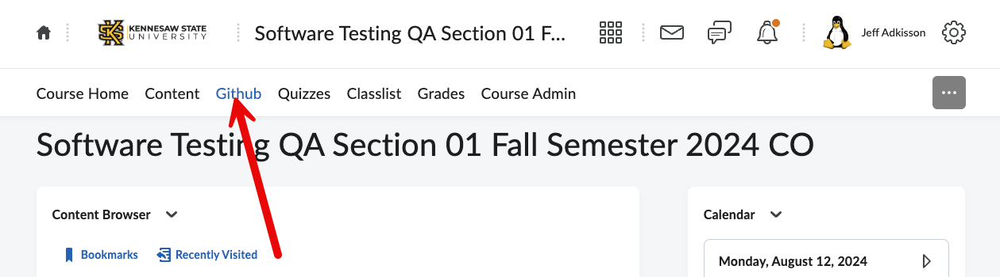 KENNESAW STATE
UNIVERSITY
Software Testing QA Section 01 F...
Jeff Adkisson
Course Home Content Github Quizzes Classlist Grades Course Admin
Software Testing QA Section 01 Fall Semester 2024 CO
Content Browser
Calendar
Bookmarks Recently Visited
Monday, August 12, 2024